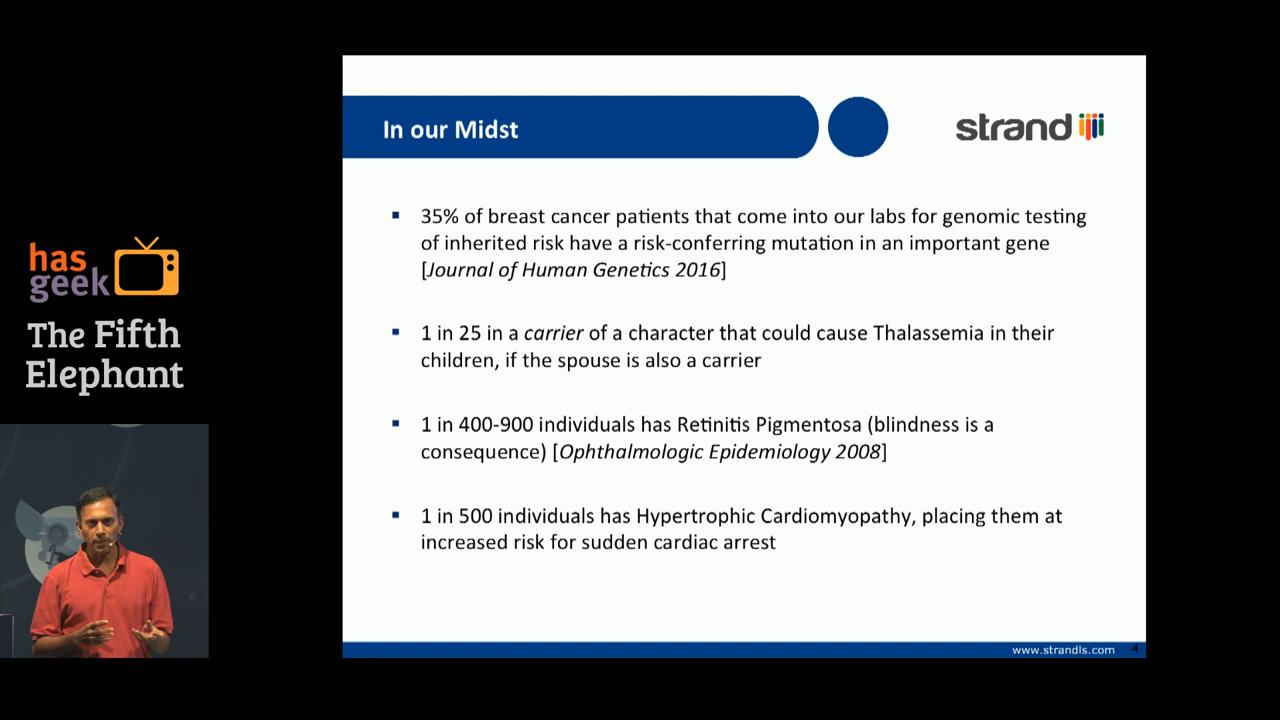 has
geek
The Fifth
Elephant
In our Midst
strand
▪ 35% of breast cancer patients that come into our labs for genomic testing
of inherited risk have a risk-conferring mutation in an important gene
[Journal of Human Genetics 2016]
▪ 1 in 25 in a carrier of a character that could cause Thalassemia in their
children, if the spouse is also a carrier
▪ 1 in 400-900 individuals has Retinitis Pigmentosa (blindness is a
consequence) [Ophthalmologic Epidemiology 2008]
▪ 1 in 500 individuals has Hypertrophic Cardiomyopathy, placing them at
increased risk for sudden cardiac arrest
www.strandls.com 4